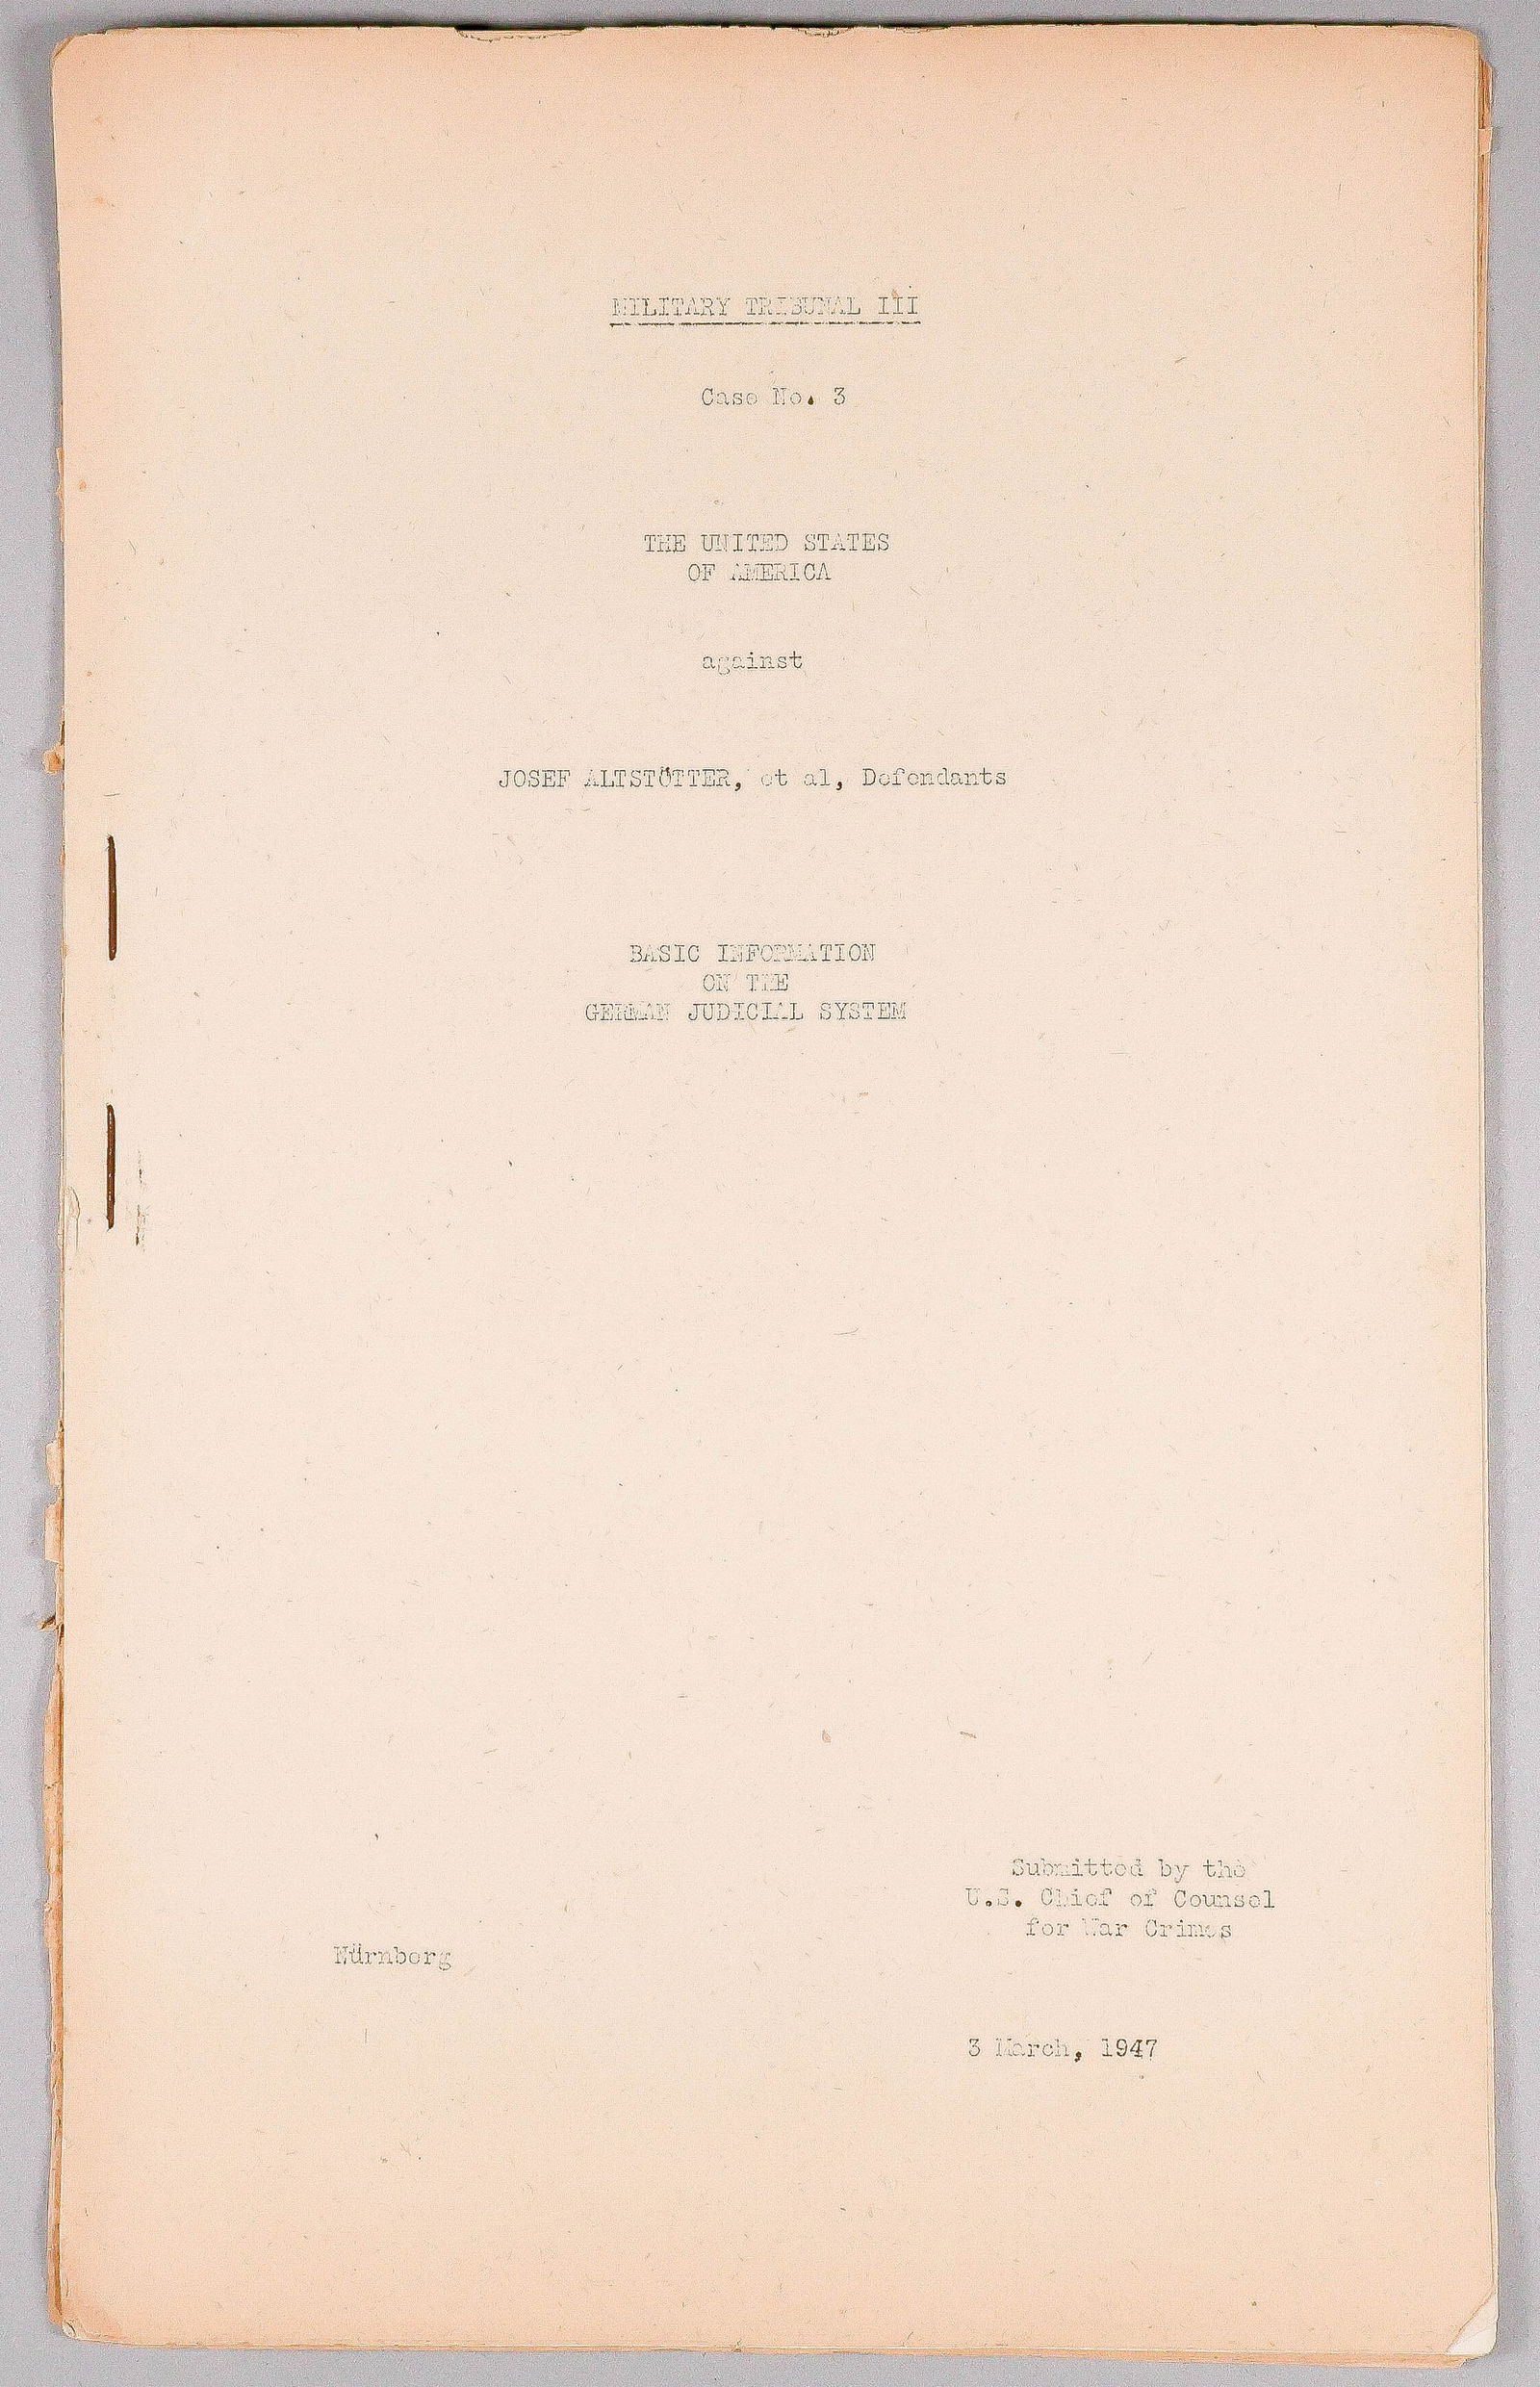 MILITARY TRIBUNAL III
Case No. 3
THE UNITED STATES
OF AMERICA
against
JOSEF ALTSTÖTTER, et al, Defendants
BASIC INFORMATION
ON THE
GERMAN JUDICIAL SYSTEM
Submitted by the
U.S. Chief of Counsel
for War Crimes
Nürnberg
3 March, 1947